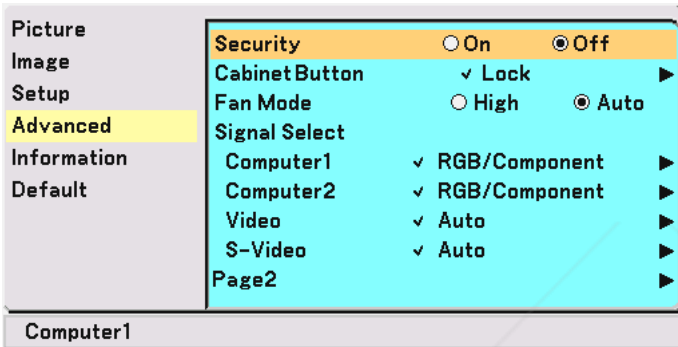 Picture
Image
Setup
Advanced
Information
Default
Security On Off
Cabinet Button Lock
Fan Mode High Auto
Signal Select
Computer1 RGB/Component
Computer2 RGB/Component
Video Auto
S-Video Auto
Page2
Computer1